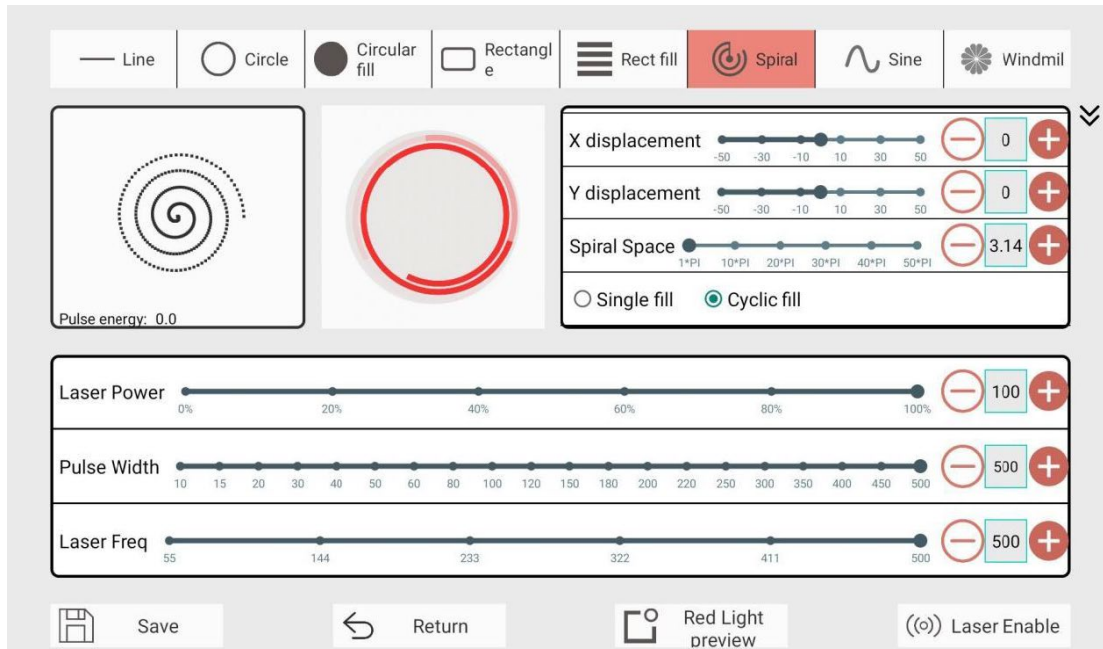 Line
Circle
Circular
fill
Rectangl
e
Rect fill
Spiral
Sine
Windmil
Pulse energy: 0.0
X displacement
-50 -30 -10 10 30 50
0
Y displacement
-50 -30 -10 10 30 50
0
Spiral Space
1*PI 10*PI 20*PI 30*PI 40*PI 50*PI
3.14
Single fill
Cyclic fill
Laser Power
0% 20% 40% 60% 80% 100%
100
Pulse Width
10 15 20 30 40 50 60 80 100 120 150 180 200 220 250 300 350 400 450 500
500
Laser Freq
55 144 233 322 411 500
500
Save
Return
Red Light
preview
Laser Enable